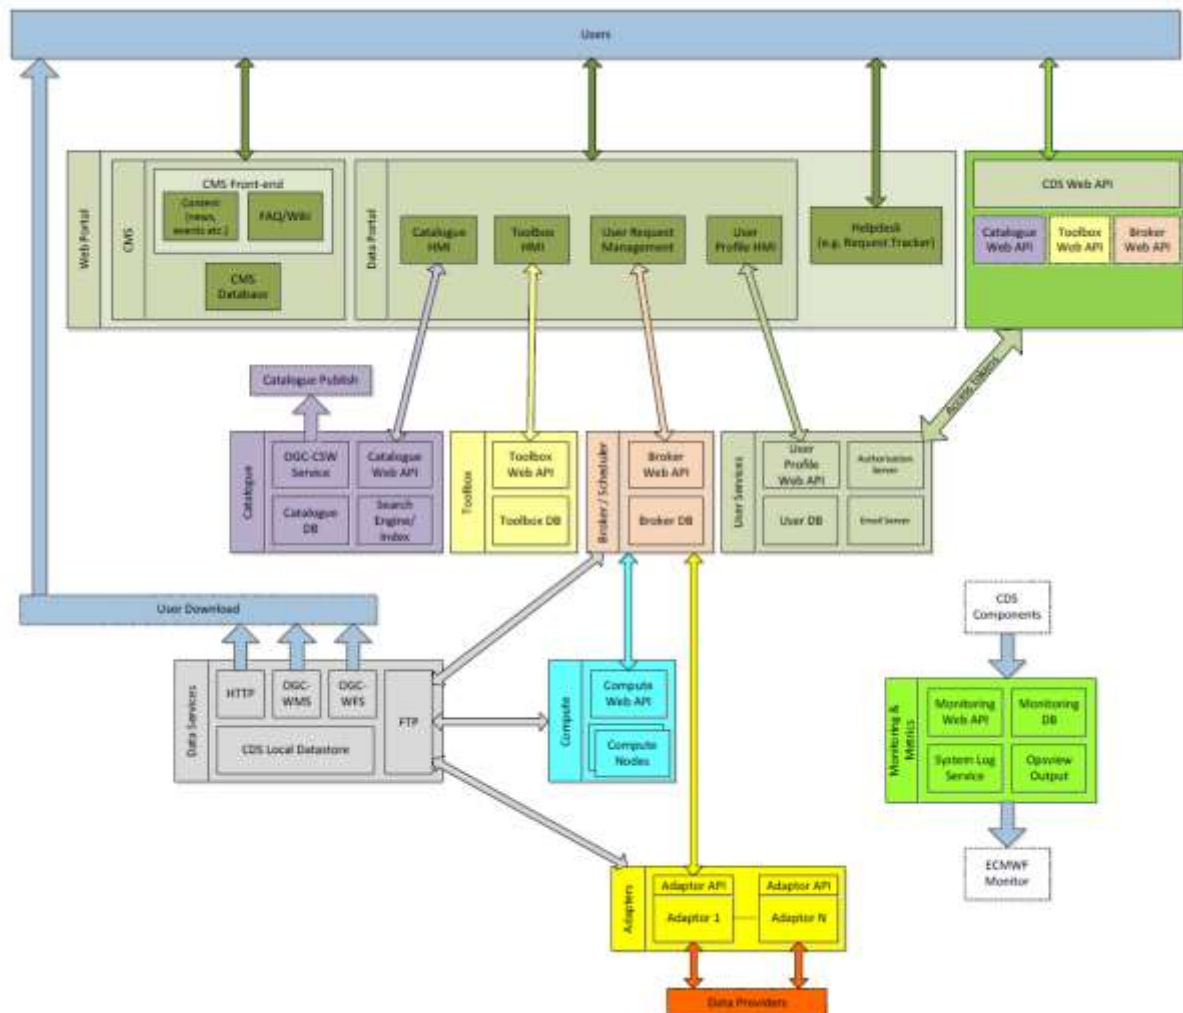 Users
Web Portal
CMS
CMS Front-end
Content
(news,
events etc.)
FAQ/Wiki
CMS
Database
Data Portal
Catalogue
HMI
Toolbox
HMI
User Request
Management
User
Profile HMI
Helpdesk
(e.g. Request Tracker)
CDS Web API
Catalogue
Web API
Toolbox
Web API
Broker
Web API
Access Tokens
Catalogue Publish
Catalogue
OGC-CSW
Service
Catalogue
Web API
Catalogue
DB
Search
Engine/
Index
Toolbox
Toolbox
Web API
Toolbox DB
Broker / Scheduler
Broker
Web API
Broker DB
User Services
User
Profile
Web API
Authorisation
Server
User DB
Email Server
User Download
Data Services
HTTP
OGC-
WMS
OGC-
WFS
FTP
CDS Local Datastore
Compute
Compute
Web API
Compute
Nodes
CDS
Components
Monitoring &
Metrics
Monitoring
Web API
Monitoring
DB
System Log
Service
Opsview
Output
ECMWF
Monitor
Adapters
Adaptor API
Adaptor 1
Adaptor API
Adaptor N
Data Providers